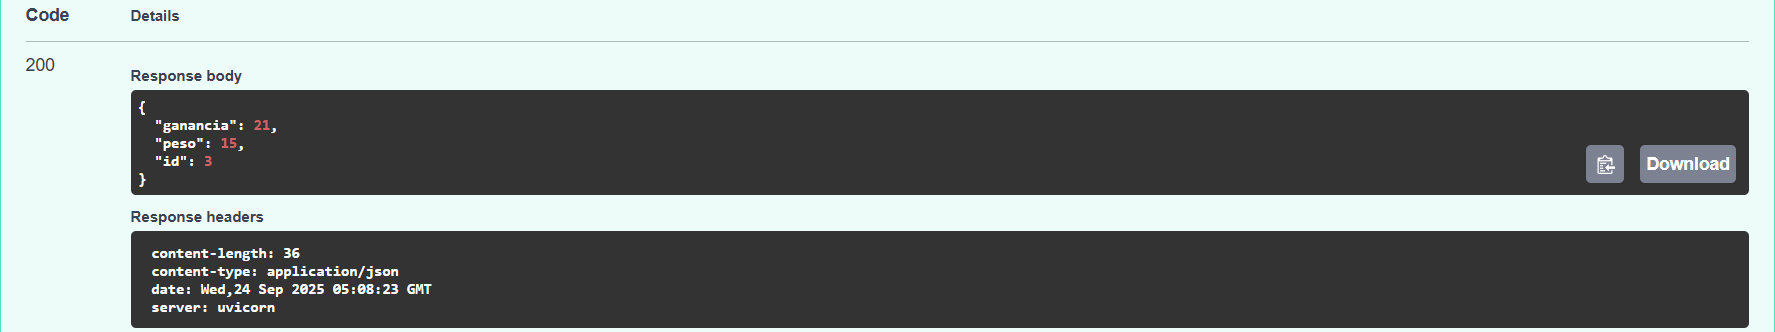 Code Details
200
Response body
{
"ganancia": 21,
"peso": 15,
"id": 3
}
Download
Response headers
content-length: 36
content-type: application/json
date: Wed,24 Sep 2025 05:08:23 GMT
server: uvicorn